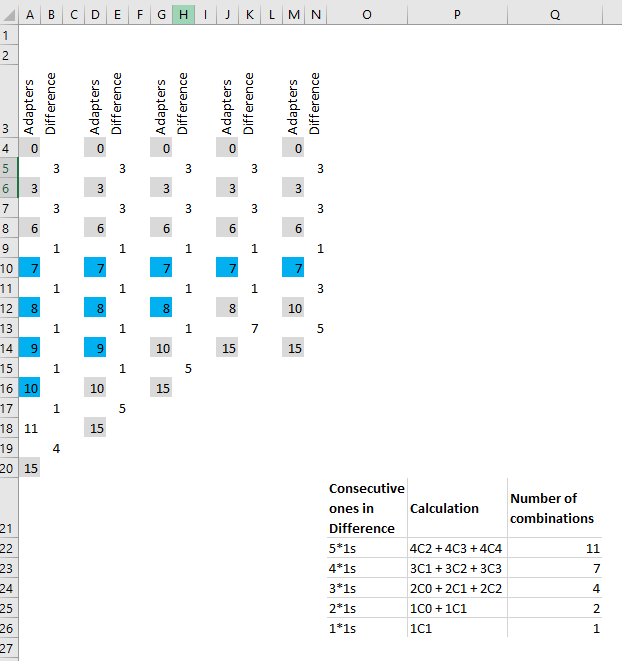 A B C D E F G H I J K L M N O P Q
1
2
3 Adapters Difference Adapters Difference Adapters Difference Adapters Difference Adapters Difference
4 0 0 0 0 0
5 3 3 3 3 3
6 3 3 3 3 3
7 3 3 3 3 3
8 6 6 6 6 6
9 1 1 1 1 1
10 7 7 7 7 7
11 1 1 1 1 3
12 8 8 8 8 10
13 1 1 1 7 5
14 9 9 10 15 15
15 1 1 5
16 10 10 15
17 1 5
18 11 15
19 4
20 15
21 Consecutive ones in Difference Calculation Number of combinations
22 5*1s 4C2 + 4C3 + 4C4 11
23 4*1s 3C1 + 3C2 + 3C3 7
24 3*1s 2C0 + 2C1 + 2C2 4
25 2*1s 1C0 + 1C1 2
26 1*1s 1C1 1
27